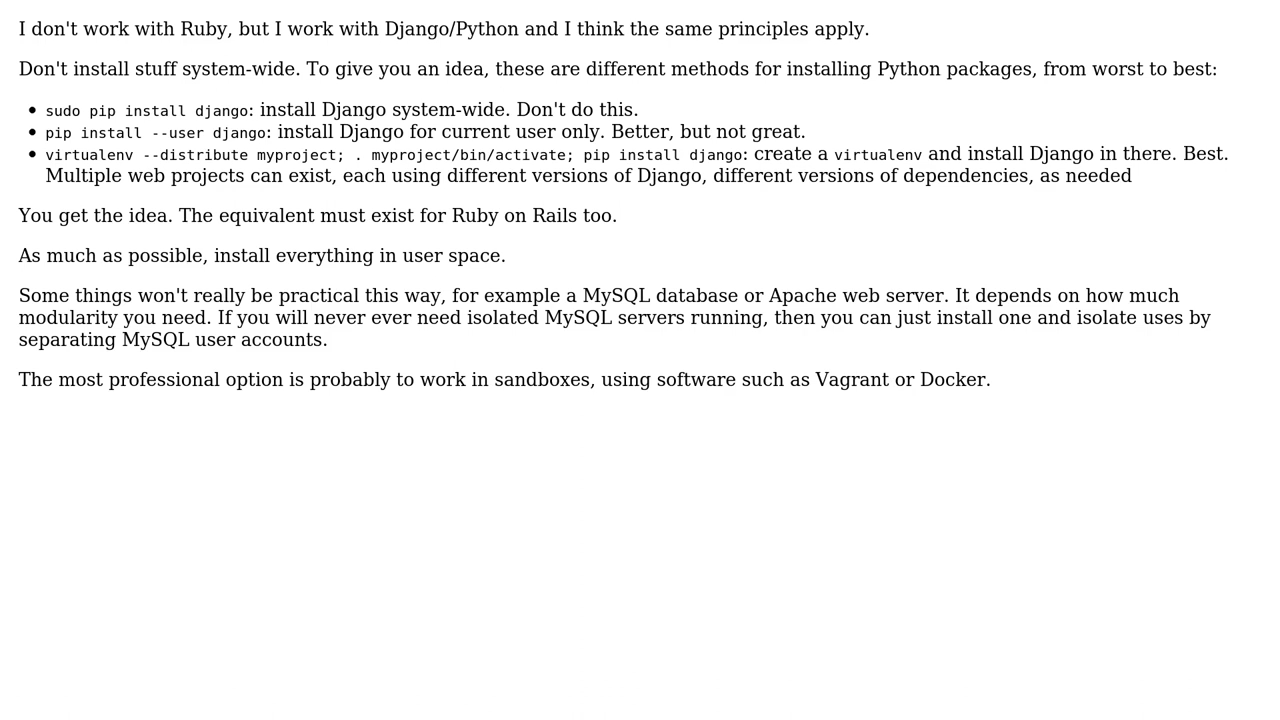 I don't work with Ruby, but I work with Django/Python and I think the same principles apply.
Don't install stuff system-wide. To give you an idea, these are different methods for installing Python packages, from worst to best:
• sudo pip install django: install Django system-wide. Don't do this.
• pip install --user django: install Django for current user only. Better, but not great.
• virtualenv --distribute myproject; . myproject/bin/activate; pip install django: create a virtualenv and install Django in there. Best.
Multiple web projects can exist, each using different versions of Django, different versions of dependencies, as needed
You get the idea. The equivalent must exist for Ruby on Rails too.
As much as possible, install everything in user space.
Some things won't really be practical this way, for example a MySQL database or Apache web server. It depends on how much
modularity you need. If you will never ever need isolated MySQL servers running, then you can just install one and isolate uses by
separating MySQL user accounts.
The most professional option is probably to work in sandboxes, using software such as Vagrant or Docker.